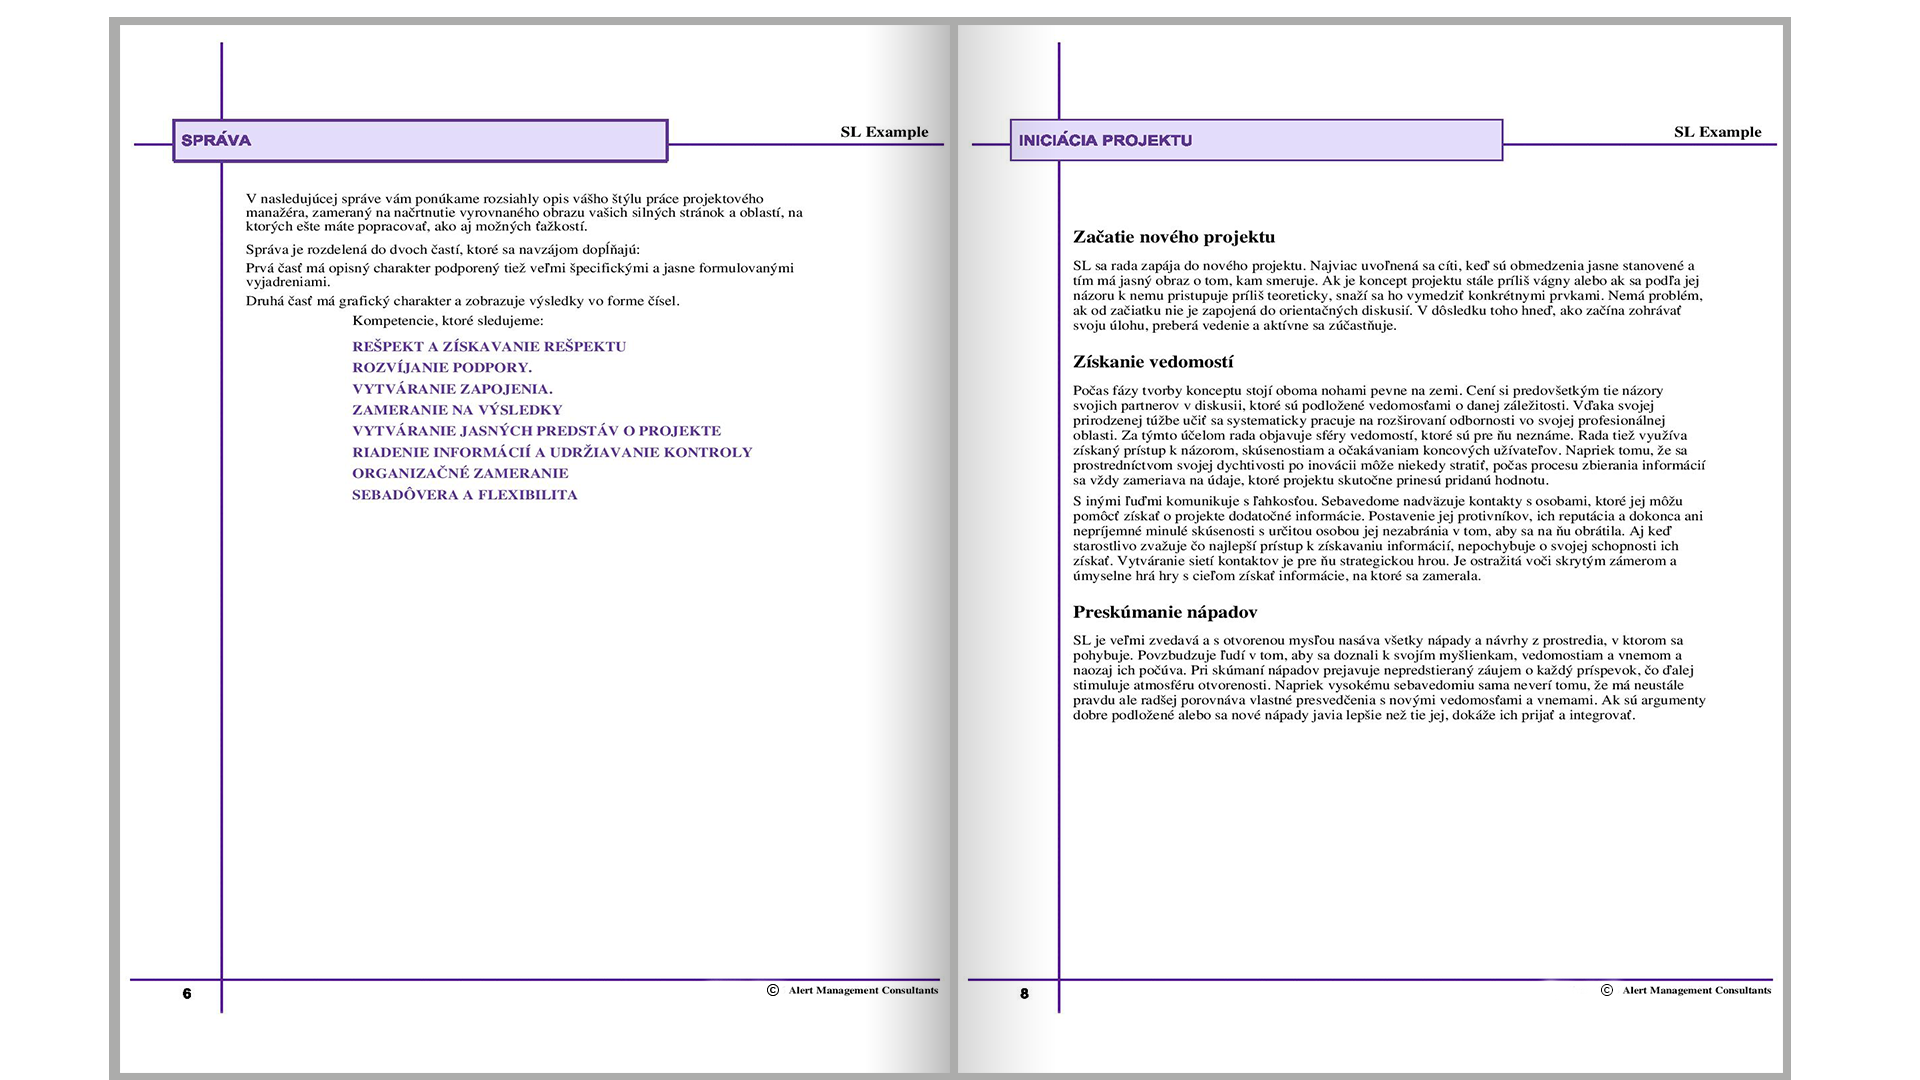 SPRÁVA
SL Example
V nasledujúcej správe vám ponúkame rozsiahly opis vášho štýlu práce projektového
manažéra, zameraný na načrtnutie vyrovnaného obrazu vašich silných stránok a oblastí, na
ktorých ešte máte popracovať, ako aj možných ťažkostí.
Správa je rozdelená do dvoch častí, ktoré sa navzájom dopĺňajú:
Prvá časť má opisný charakter podporený tiež veľmi špecifickými a jasne formulovanými
vyjadreniami.
Druhá časť má grafický charakter a zobrazuje výsledky vo forme čísel.
Kompetencie, ktoré sledujeme:
REŠPEKT A ZÍSKAVANIE REŠPEKTU
ROZVÍJANIE PODPORY.
VYTVÁRANIE ZAPOJENIA.
ZAMERANIE NA VÝSLEDKY
VYTVÁRANIE JASNÝCH PREDSTÁV O PROJEKTE
RIADENIE INFORMÁCIÍ A UDRŽIAVANIE KONTROLY
ORGANIZAČNÉ ZAMERANIE
SEBADÔVERA A FLEXIBILITA
6
© Alert Management Consultants
INICIÁCIA PROJEKTU
SL Example
Začatie nového projektu
SL sa rada zapája do nového projektu. Najviac uvoľnená sa cíti, keď sú obmedzenia jasne stanovené a
tím má jasný obraz o tom, kam smeruje. Ak je koncept projektu stále príliš vágny alebo ak sa podľa jej
názoru k nemu pristupuje príliš teoreticky, snaží sa ho vymedziť konkrétnymi prvkami. Nemá problém,
ak od začiatku nie je zapojená do orientačných diskusií. V dôsledku toho hneď, ako začína zohrávať
svoju úlohu, preberá vedenie a aktívne sa zúčastňuje.
Získanie vedomostí
Počas fázy tvorby konceptu stojí oboma nohami pevne na zemi. Cení si predovšetkým tie názory
svojich partnerov v diskusii, ktoré sú podložené vedomosťami o danej záležitosti. Vďaka svojej
prirodzenej túžbe učiť sa systematicky pracuje na rozširovaní odbornosti vo svojej profesionálnej
oblasti. Za týmto účelom rada objavuje sféry vedomostí, ktoré sú pre ňu neznáme. Rada tiež využíva
získaný prístup k názorom, skúsenostiam a očakávaniam koncových užívateľov. Napriek tomu, že sa
prostredníctvom svojej dychtivosti po inovácii môže niekedy stratiť, počas procesu zbierania informácií
sa vždy zameriava na údaje, ktoré projektu skutočne prinesú pridanú hodnotu.
S inými ľuďmi komunikuje s ľahkosťou. Sebavedome nadväzuje kontakty s osobami, ktoré jej môžu
pomôcť získať o projekte dodatočné informácie. Postavenie jej protivníkov, ich reputácia a dokonca ani
nepríjemné minulé skúsenosti s určitou osobou jej nezabránia v tom, aby sa na ňu obrátila. Aj keď
starostlivo zvažuje čo najlepší prístup k získavaniu informácií, nepochybuje o svojej schopnosti ich
získať. Vytváranie sietí kontaktov je pre ňu strategickou hrou. Je ostražitá voči skrytým zámerom a
úmyselne hrá hry s cieľom získať informácie, na ktoré sa zamerala.
Preskúmanie nápadov
SL je veľmi zvedavá a s otvorenou mysľou nasáva všetky nápady a návrhy z prostredia, v ktorom sa
pohybuje. Povzbudzuje ľudí v tom, aby sa doznali k svojím myšlienkam, vedomostiam a vnemom a
naozaj ich počúva. Pri skúmaní nápadov prejavuje nepredstieraný záujem o každý príspevok, čo ďalej
stimuluje atmosféru otvorenosti. Napriek vysokému sebavedomiu sama neverí tomu, že má neustále
pravdu ale radšej porovnáva vlastné presvedčenia s novými vedomosťami a vnemami. Ak sú argumenty
dobre podložené alebo sa nové nápady javia lepšie než tie jej, dokáže ich prijať a integrovať.
8
© Alert Management Consultants